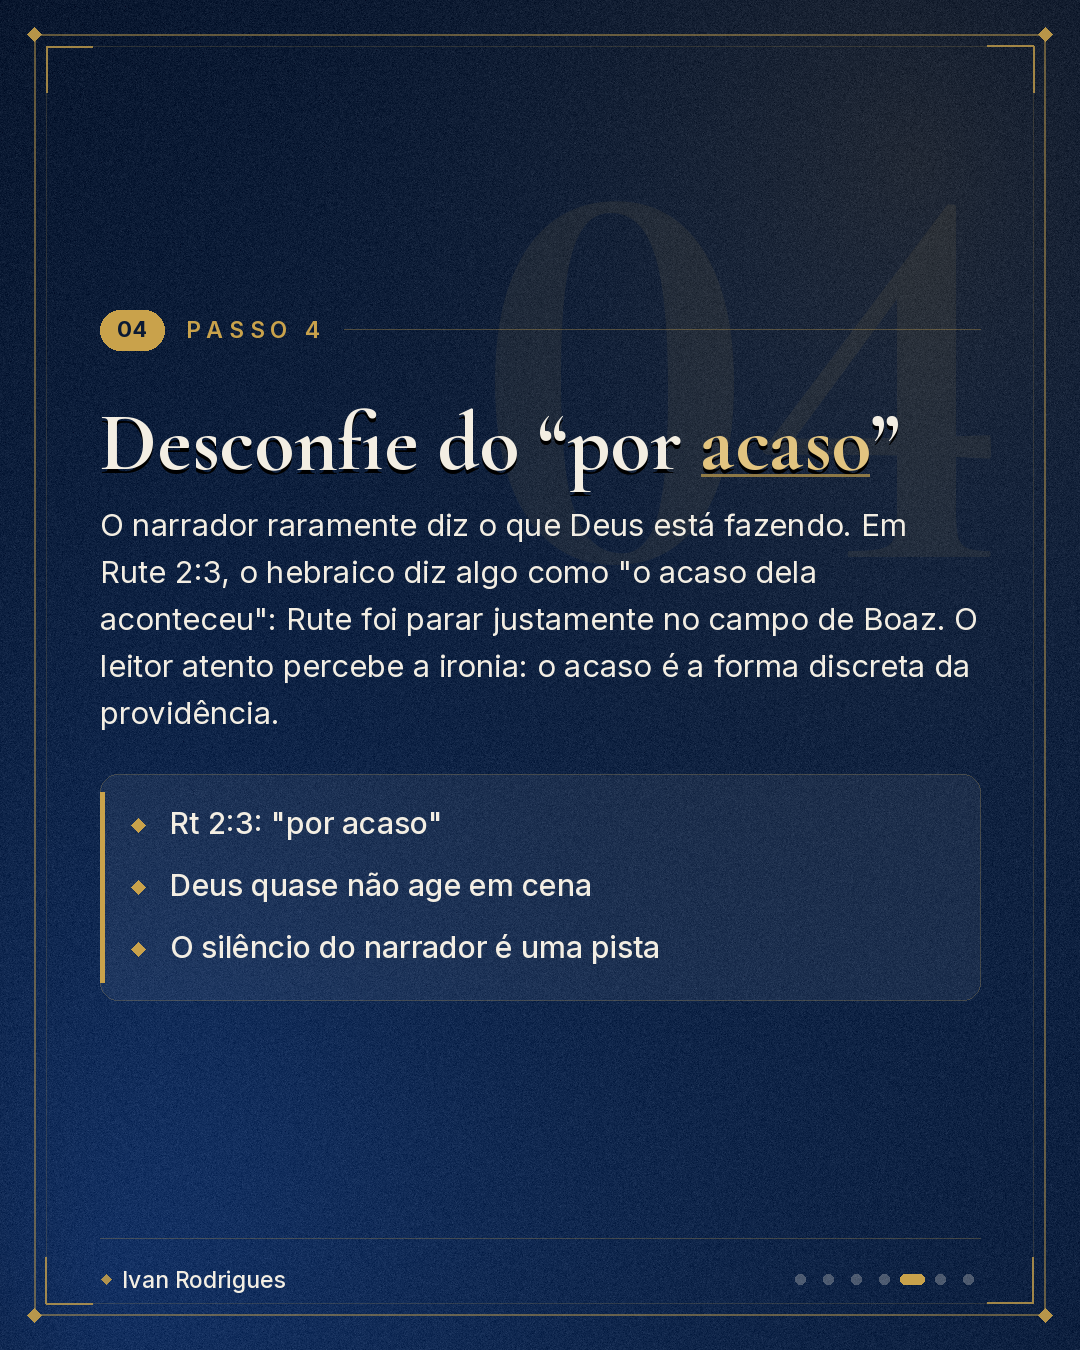 04
04 PASSO 4
Desconfie do “por acaso”
O narrador raramente diz o que Deus está fazendo. Em
Rute 2:3, o hebraico diz algo como "o acaso dela
aconteceu": Rute foi parar justamente no campo de Boaz. O
leitor atento percebe a ironia: o acaso é a forma discreta da
providência.
Rt 2:3: "por acaso"
Deus quase não age em cena
O silêncio do narrador é uma pista
Ivan Rodrigues